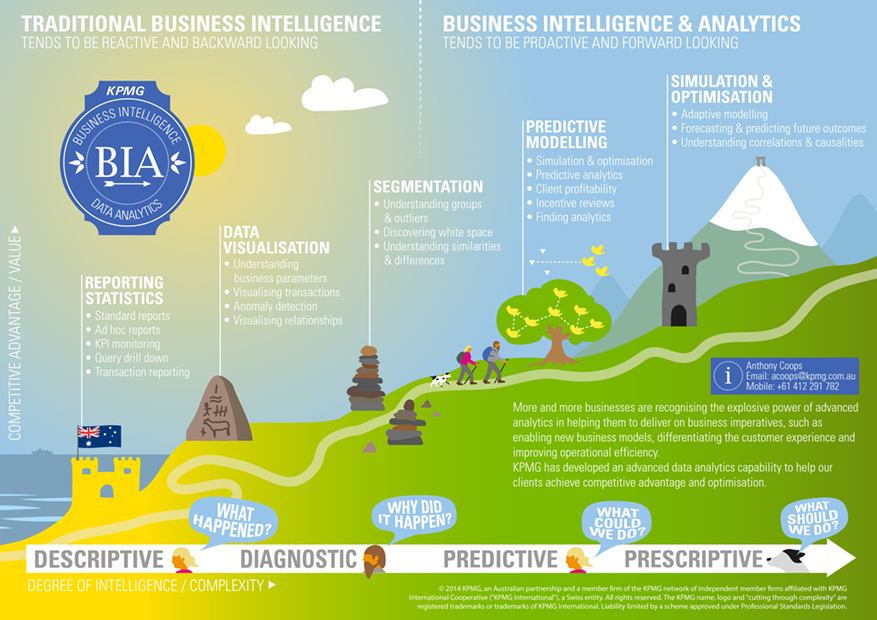 TRADITIONAL BUSINESS INTELLIGENCE
TENDS TO BE REACTIVE AND BACKWARD LOOKING
BUSINESS INTELLIGENCE & ANALYTICS
TENDS TO BE PROACTIVE AND FORWARD LOOKING
KPMG
BUSINESS INTELLIGENCE
BIA
DATA ANALYTICS
COMPETITIVE ADVANTAGE / VALUE ▶
REPORTING
STATISTICS
• Standard reports
• Ad hoc reports
• KPI monitoring
• Query drill down
• Transaction reporting
DATA
VISUALISATION
• Understanding
business parameters
• Visualising transactions
• Anomaly detection
• Visualising relationships
SEGMENTATION
• Understanding groups
& outliers
• Discovering white space
• Understanding similarities
& differences
PREDICTIVE
MODELLING
• Simulation & optimisation
• Predictive analytics
• Client profitability
• Incentive reviews
• Finding analytics
SIMULATION &
OPTIMISATION
• Adaptive modelling
• Forecasting & predicting future outcomes
• Understanding correlations & causalities
i
Anthony Coops
Email: acoops@kpmg.com.au
Mobile: +61 412 291 782
More and more businesses are recognising the explosive power of advanced
analytics in helping them to deliver on business imperatives, such as
enabling new business models, differentiating the customer experience and
improving operational efficiency.
KPMG has developed an advanced data analytics capability to help our
clients achieve competitive advantage and optimisation.
WHAT
HAPPENED?
WHY DID
IT HAPPEN?
WHAT
COULD
WE DO?
WHAT
SHOULD
WE DO?
DESCRIPTIVE
DIAGNOSTIC
PREDICTIVE
PRESCRIPTIVE
DEGREE OF INTELLIGENCE / COMPLEXITY ▶
© 2014 KPMG, an Australian partnership and a member firm of the KPMG network of independent member firms affiliated with KPMG
International Cooperative ("KPMG International"), a Swiss entity. All rights reserved. The KPMG name, logo and "cutting through complexity" are
registered trademarks or trademarks of KPMG International. Liability limited by a scheme approved under Professional Standards Legislation.